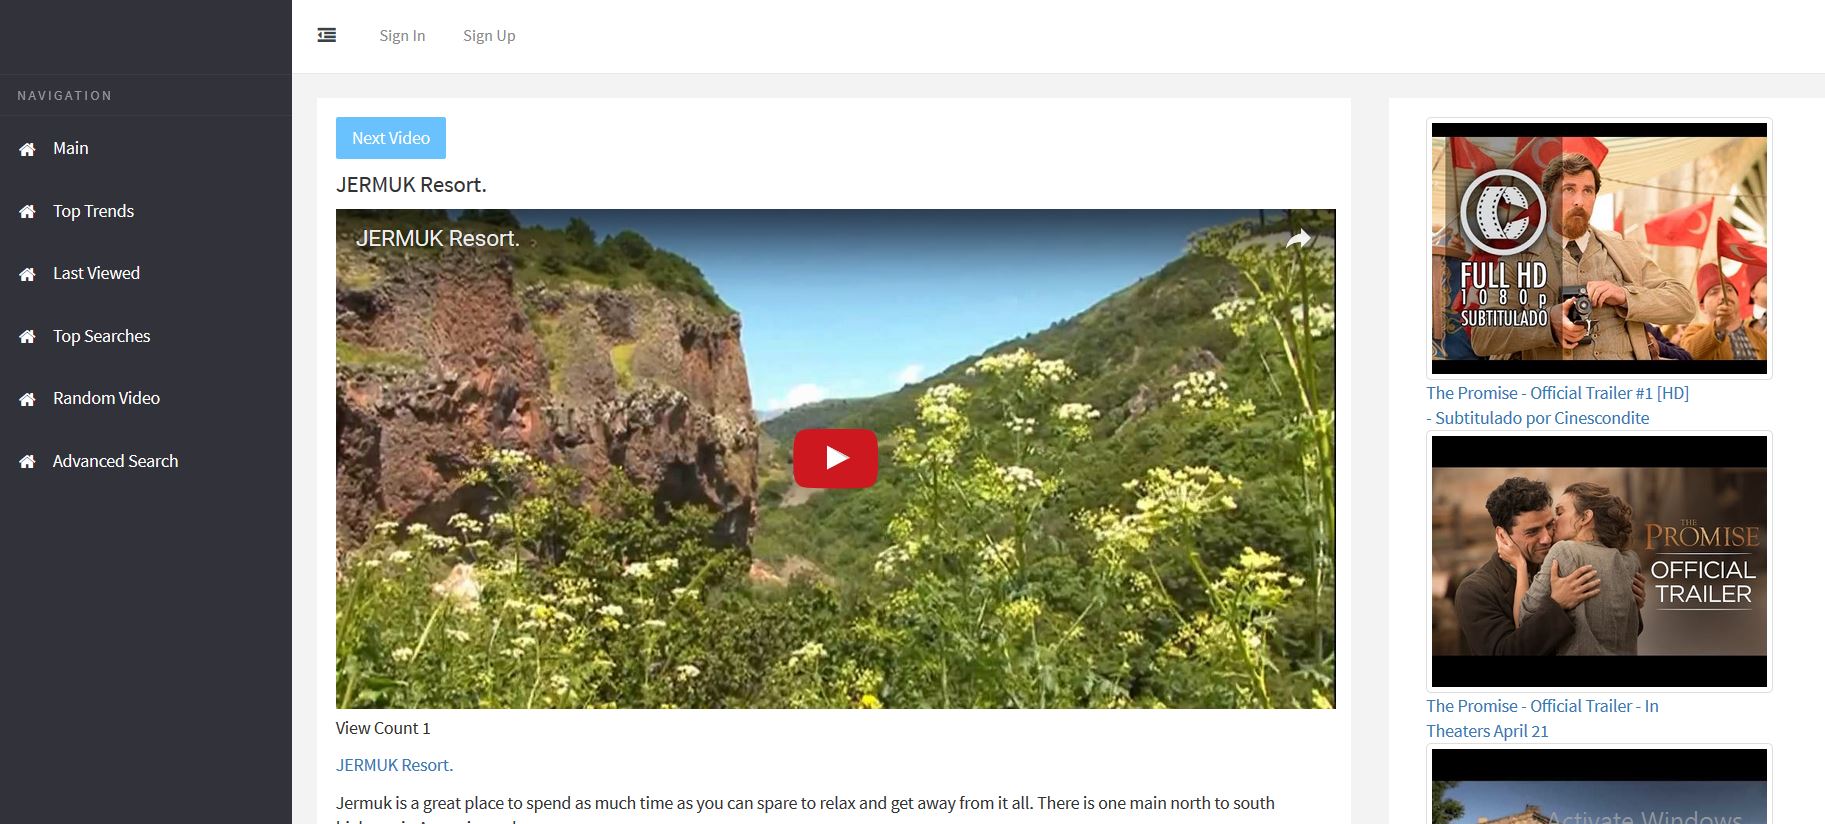 Sign In
Sign Up
NAVIGATION
Main
Top Trends
Last Viewed
Top Searches
Random Video
Advanced Search
Next Video
JERMUK Resort.
JERMUK Resort.
View Count 1
JERMUK Resort.
Jermuk is a great place to spend as much time as you can spare to relax and get away from it all. There is one main north to south
FULL HD
1080p
SUBTITULADO
The Promise - Official Trailer #1 [HD]
- Subtitulado por Cinescondite
THE
PROMISE
OFFICIAL
TRAILER
The Promise - Official Trailer - In
Theaters April 21
Activate Windows